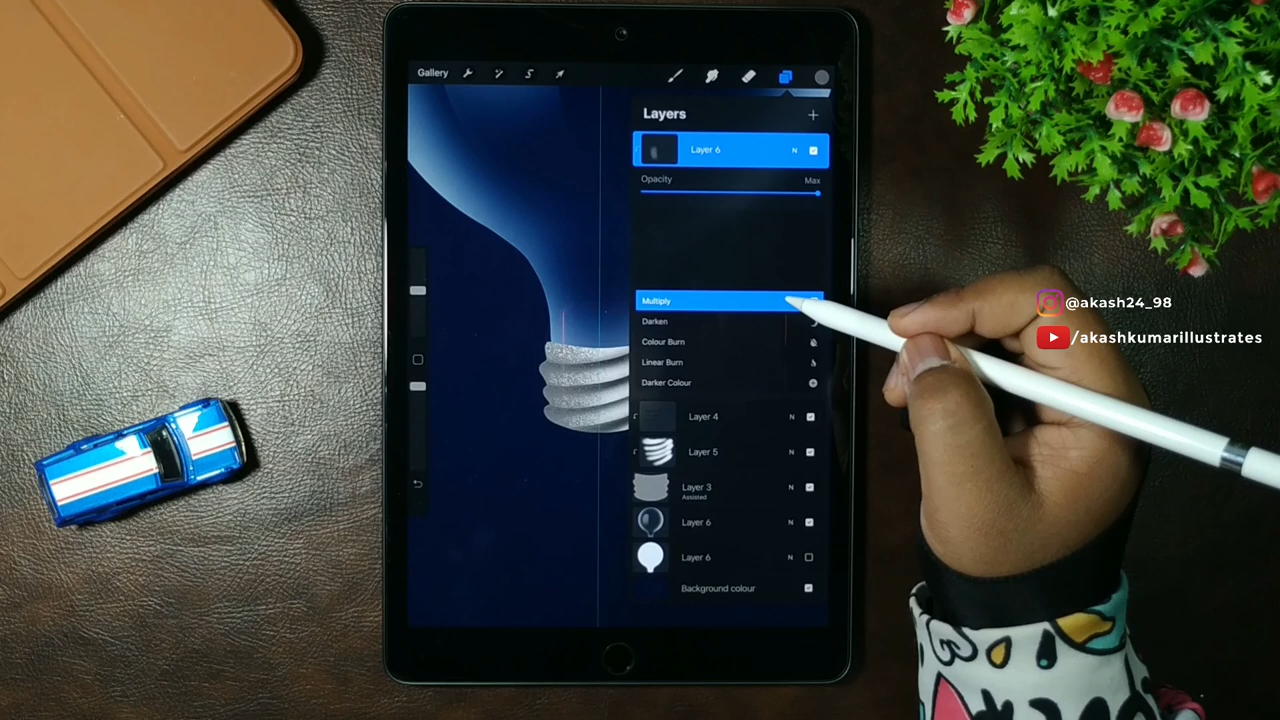 Gallery
Layers
Layer 6 N
Opacity Max
Multiply
Darken
Colour Burn
Linear Burn
Darker Colour
Layer 4 N
Layer 5 N
Layer 3 N
Assisted
Layer 6 N
Layer 6 N
Background colour
@akash24_98
/akashkumarillustrates